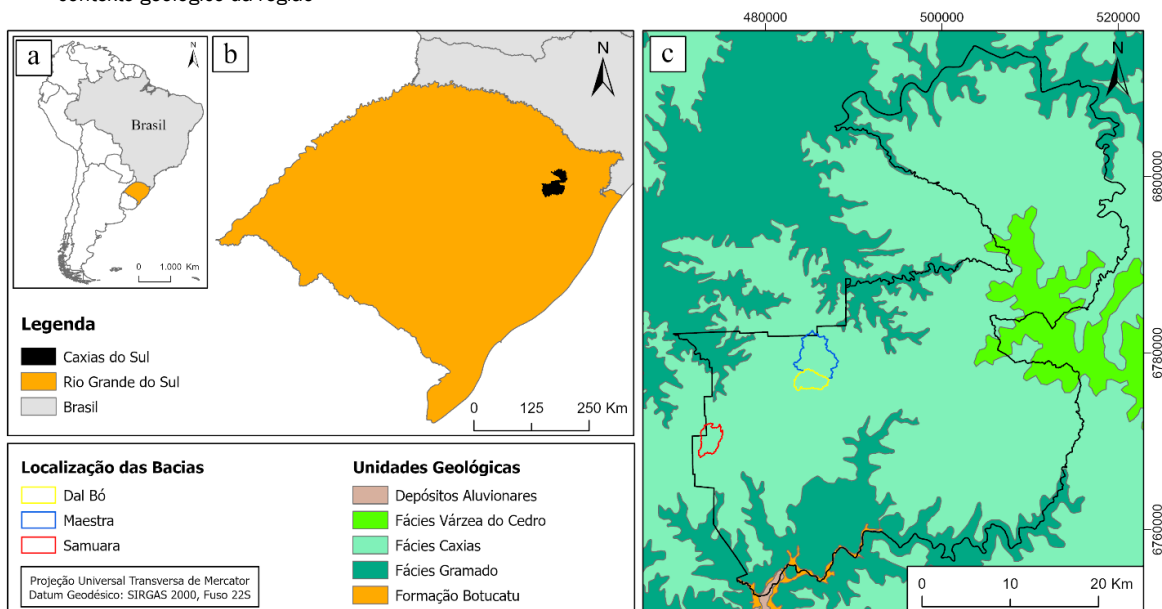 contexto geológico da região
a
N
Brasil
0 1.000 Km
b
N
Legenda
Caxias do Sul
Rio Grande do Sul
Brasil
0 125 250 Km
Localização das Bacias
Dal Bó
Maestra
Samuara
Projeção Universal Transversa de Mercator
Datum Geodésico: SIRGAS 2000, Fuso 22S
Unidades Geológicas
Depósitos Aluvionares
Fácies Várzea do Cedro
Fácies Caxias
Fácies Gramado
Formação Botucatu
480000 500000 520000
c
N
6800000
6780000
6760000
0 10 20 Km